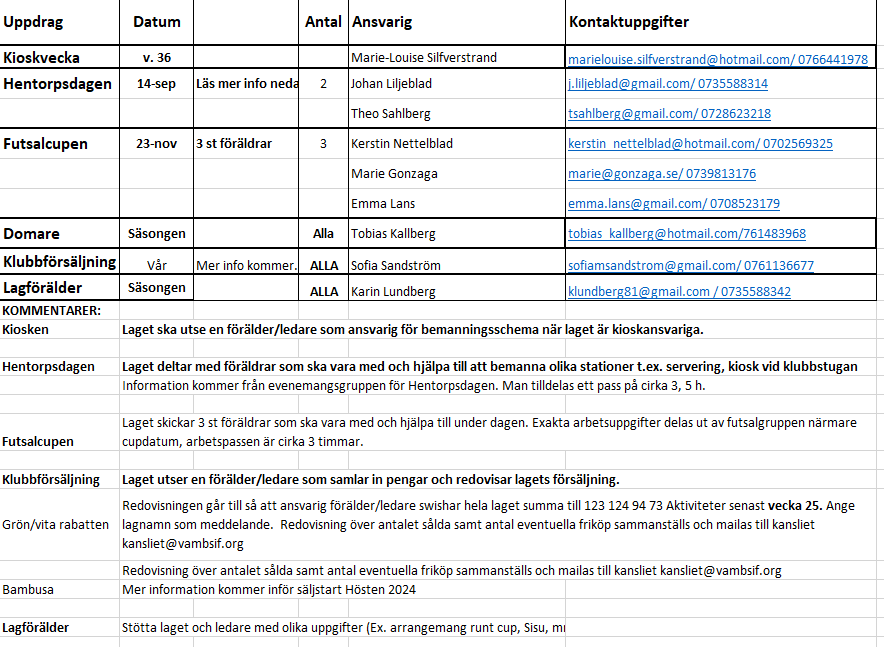 Uppdrag Datum Antal Ansvarig Kontaktuppgifter
Kioskvecka v. 36 Marie-Louise Silfverstrand marielouise.silfverstrand@hotmail.com/ 0766441978
Hentorpsdagen 14-sep Läs mer info neda 2 Johan Liljeblad j.liljeblad@gmail.com/ 0735588314
Theo Sahlberg tsahlberg@gmail.com/ 0728623218
Futsalcupen 23-nov 3 st föräldrar 3 Kerstin Nettelblad kerstin_nettelblad@hotmail.com/ 0702569325
Marie Gonzaga marie@gonzaga.se/ 0739813176
Emma Lans emma.lans@gmail.com/ 0708523179
Domare Säsongen Alla Tobias Kallberg tobias_kallberg@hotmail.com/761483968
Klubbförsäljning Vår Mer info kommer. ALLA Sofia Sandström sofiamsandstrom@gmail.com/ 0761136677
Lagförälder Säsongen ALLA Karin Lundberg klundberg81@gmail.com / 0735588342
KOMMENTARER:
Kiosken Laget ska utse en förälder/ledare som ansvarig för bemanningsschema när laget är kioskansvariga.
Hentorpsdagen Laget deltar med föräldrar som ska vara med och hjälpa till att bemanna olika stationer t.ex. servering, kiosk vid klubbstugan
Information kommer från evenemangsgruppen för Hentorpsdagen. Man tilldelas ett pass på cirka 3, 5 h.
Laget skickar 3 st föräldrar som ska vara med och hjälpa till under dagen. Exakta arbetsuppgifter delas ut av futsalgruppen närmare
Futsalcupen cupdatum, arbetspassen är cirka 3 timmar.
Klubbförsäljning Laget utser en förälder/ledare som samlar in pengar och redovisar lagets försäljning.
Redovisningen går till så att ansvarig förälder/ledare swishar hela laget summa till 123 124 94 73 Aktiviteter senast vecka 25. Ange
Grön/vita rabatten lagnamn som meddelande. Redovisning över antalet sålda samt antal eventuella friköp sammanställs och mailas till kansliet
kansliet@vambsif.org
Redovisning över antalet sålda samt antal eventuella friköp sammanställs och mailas till kansliet kansliet@vambsif.org
Bambusa Mer information kommer inför säljstart Hösten 2024
Lagförälder Stötta laget och ledare med olika uppgifter (Ex. arrangemang runt cup, Sisu, m